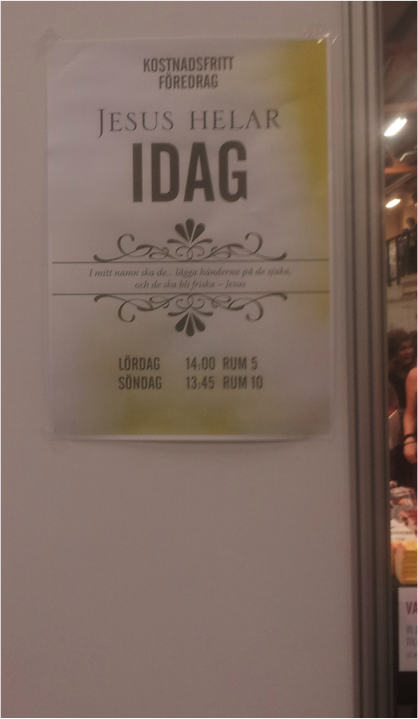 KOSTNADSFRITT
FÖREDRAG
JESUS HELAR
IDAG
I mitt namn ska de... lägga händerna på de sjuka,
och de ska bli friska – Jesus
LÖRDAG 14:00 RUM 5
SÖNDAG 13:45 RUM 10